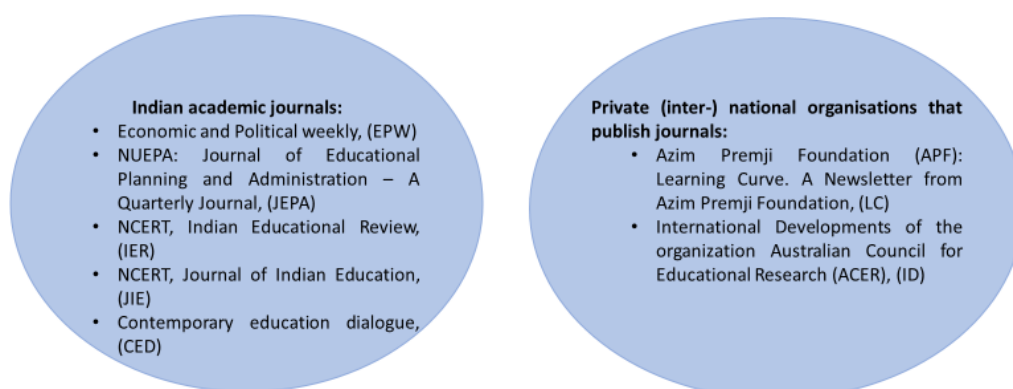 Indian academic journals:
• Economic and Political weekly, (EPW)
• NUEPA: Journal of Educational
Planning and Administration – A
Quarterly Journal, (JEPA)
• NCERT, Indian Educational Review,
(IER)
• NCERT, Journal of Indian Education,
(JIE)
• Contemporary education dialogue,
(CED)
Private (inter-) national organisations that
publish journals:
• Azim Premji Foundation (APF):
Learning Curve. A Newsletter from
Azim Premji Foundation, (LC)
• International Developments of the
organization Australian Council for
Educational Research (ACER), (ID)